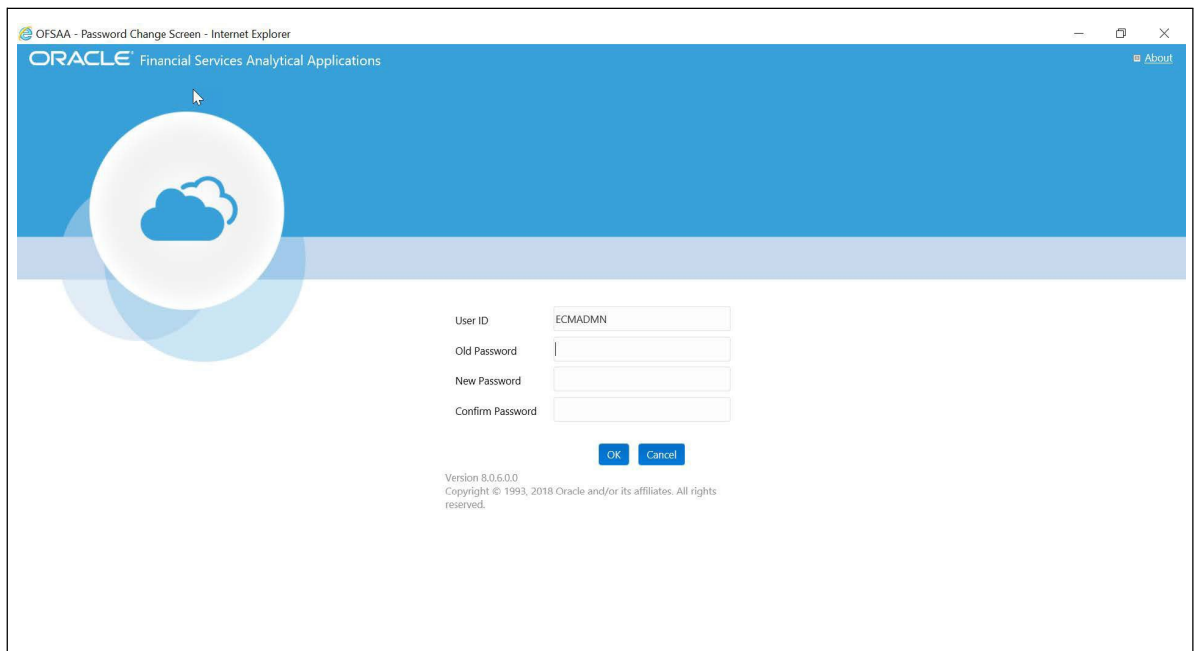 OFSAA - Password Change Screen - Internet Explorer
ORACLE Financial Services Analytical Applications
About
User ID ECMADMN
Old Password
New Password
Confirm Password
OK Cancel
Version 8.0.6.0.0
Copyright © 1993, 2018 Oracle and/or its affiliates. All rights
reserved.